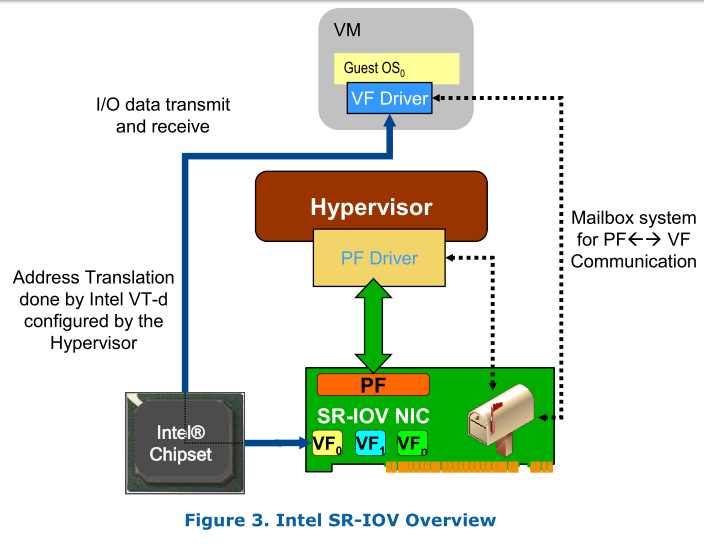 VM
Guest OS₀
VF Driver
I/O data transmit
and receive
Hypervisor
PF Driver
Mailbox system
for PF←→ VF
Communication
Address Translation
done by Intel VT-d
configured by the
Hypervisor
PF
SR-IOV NIC
VF₀ VF₁ VFₙ
Intel®
Chipset
Figure 3. Intel SR-IOV Overview